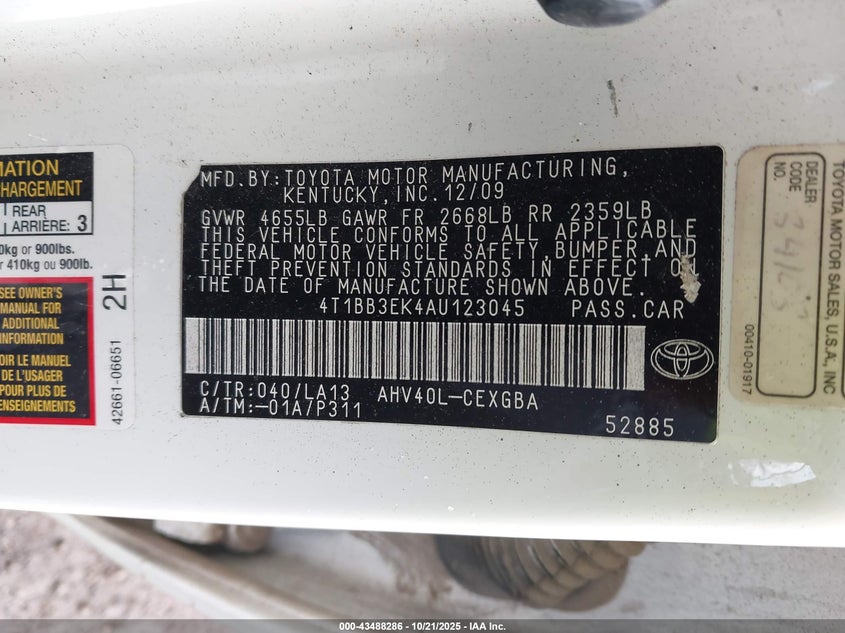 MATION
CHARGEMENT
REAR
ARRIÈRE 3
0kg or 900lbs.
r 410kg ou 900lb.
SEE OWNER'S
MANUAL FOR
ADDITIONAL
INFORMATION
OIR LE MANUEL
DE L'USAGER
POUR PLUS DE
42661-06651 2H
MFD.BY:TOYOTA MOTOR MANUFACTURING,
KENTUCKY,INC.12/09
GVWR 4655LB GAWR FR 2668LB RR 2359LB
THIS VEHICLE CONFORMS TO ALL APPLICABLE
FEDERAL MOTOR VEHICLE SAFETY,BUMPER,AND
THEFT PREVENTION STANDARDS IN EFFECT ON
THE DATE OF MANUFACTURE SHOWN ABOVE.
4T1BB3EK4AU123045 PASS.CAR
C/TR:040/LA13 AHV40L-CEXGBA
A/TM:-01A/P311
52885
TOYOTA
TOYOTA MOTOR SALES, U.S.A., INC
DEALER
CODE
NO.
00410-01917
000-43488286 - 10/21/2025 - IAA Inc.